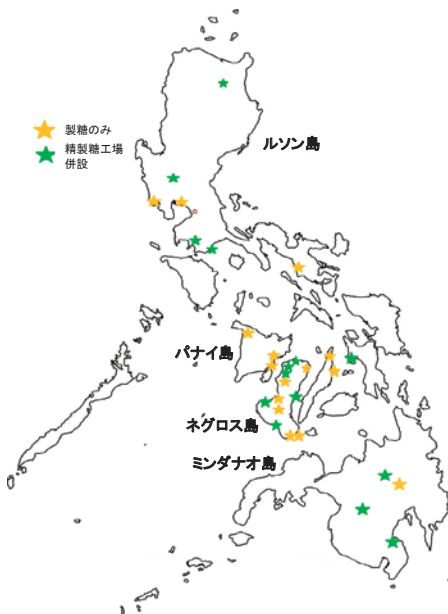 製糖のみ
精製糖工場
併設
ルソン島
パナイ島
ネグロス島
ミンダナオ島